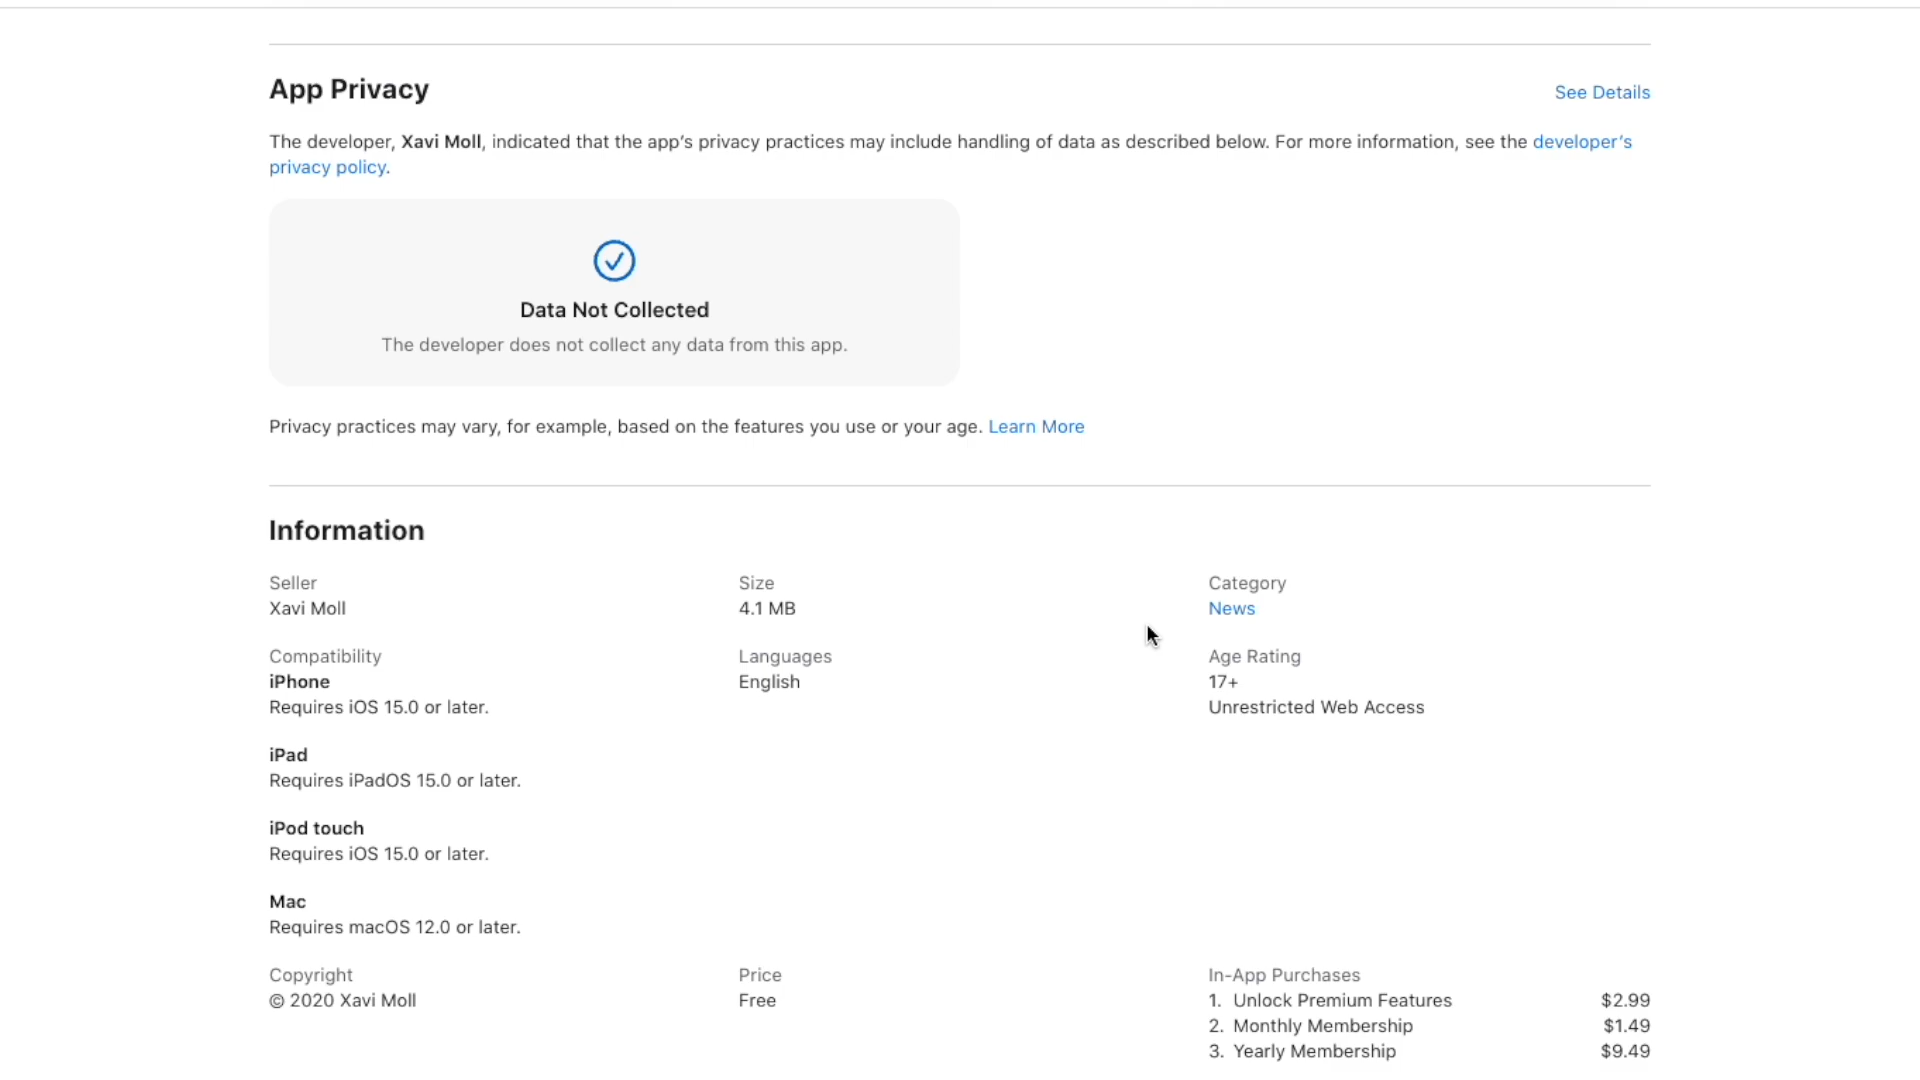 App Privacy
See Details
The developer, Xavi Moll, indicated that the app's privacy practices may include handling of data as described below. For more information, see the developer's
privacy policy.
Data Not Collected
The developer does not collect any data from this app.
Privacy practices may vary, for example, based on the features you use or your age. Learn More
Information
Seller
Xavi Moll
Size
4.1 MB
Category
News
Compatibility
iPhone
Requires iOS 15.0 or later.
iPad
Requires iPadOS 15.0 or later.
iPod touch
Requires iOS 15.0 or later.
Mac
Requires macOS 12.0 or later.
Languages
English
Age Rating
17+
Unrestricted Web Access
Copyright
© 2020 Xavi Moll
Price
Free
In-App Purchases
1. Unlock Premium Features $2.99
2. Monthly Membership $1.49
3. Yearly Membership $9.49